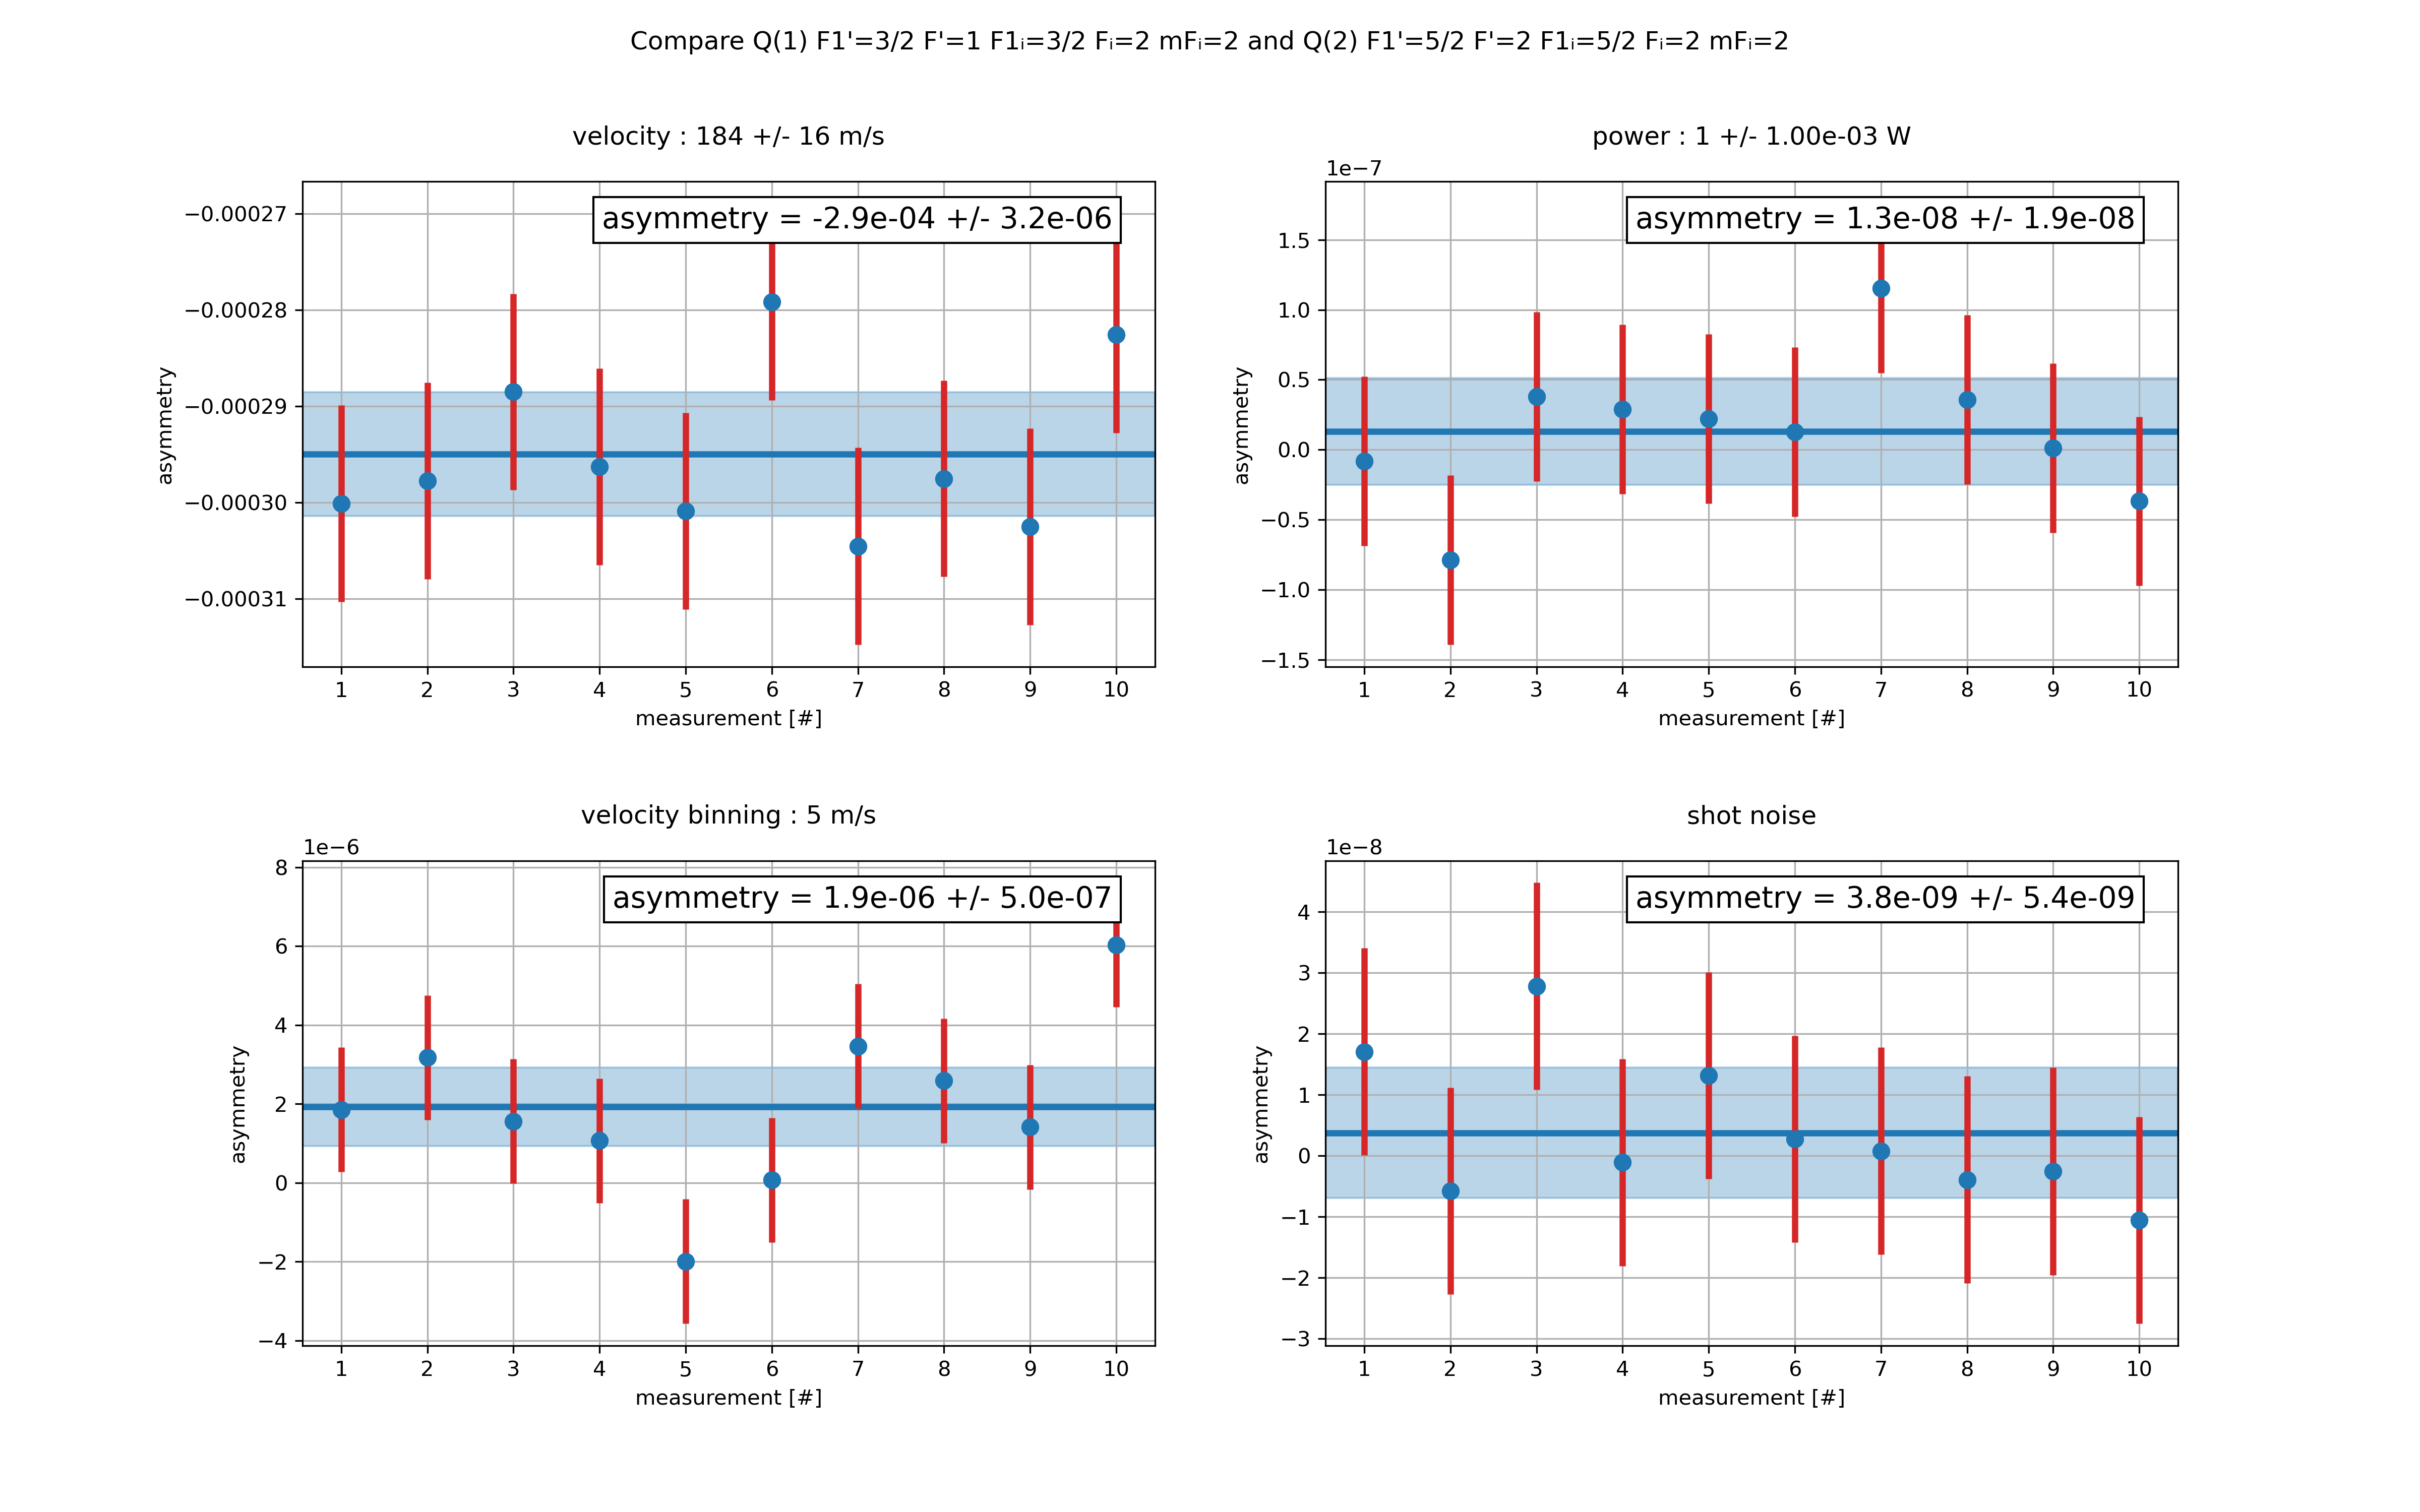 Compare Q(1) F1'=3/2 F'=1 F1ᵢ=3/2 Fᵢ=2 mFᵢ=2 and Q(2) F1'=5/2 F'=2 F1ᵢ=5/2 Fᵢ=2 mFᵢ=2
velocity : 184 +/- 16 m/s
asymmetry = -2.9e-04 +/- 3.2e-06
−0.00027
−0.00028
−0.00029
−0.00030
−0.00031
asymmetry
1 2 3 4 5 6 7 8 9 10
measurement [#]
power : 1 +/- 1.00e-03 W
1e−7
asymmetry = 1.3e-08 +/- 1.9e-08
1.5
1.0
0.5
0.0
−0.5
−1.0
−1.5
asymmetry
1 2 3 4 5 6 7 8 9 10
measurement [#]
velocity binning : 5 m/s
1e−6
asymmetry = 1.9e-06 +/- 5.0e-07
8
6
4
2
0
−2
−4
asymmetry
1 2 3 4 5 6 7 8 9 10
measurement [#]
shot noise
1e−8
asymmetry = 3.8e-09 +/- 5.4e-09
4
3
2
1
0
−1
−2
−3
asymmetry
1 2 3 4 5 6 7 8 9 10
measurement [#]